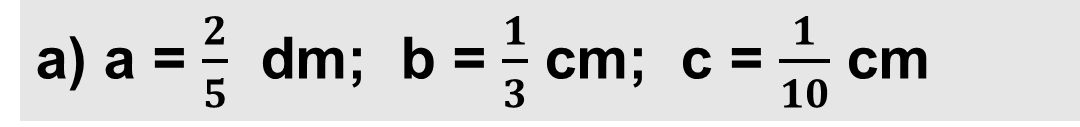 a) a = 2/5 dm; b = 1/3 cm; c = 1/10 cm